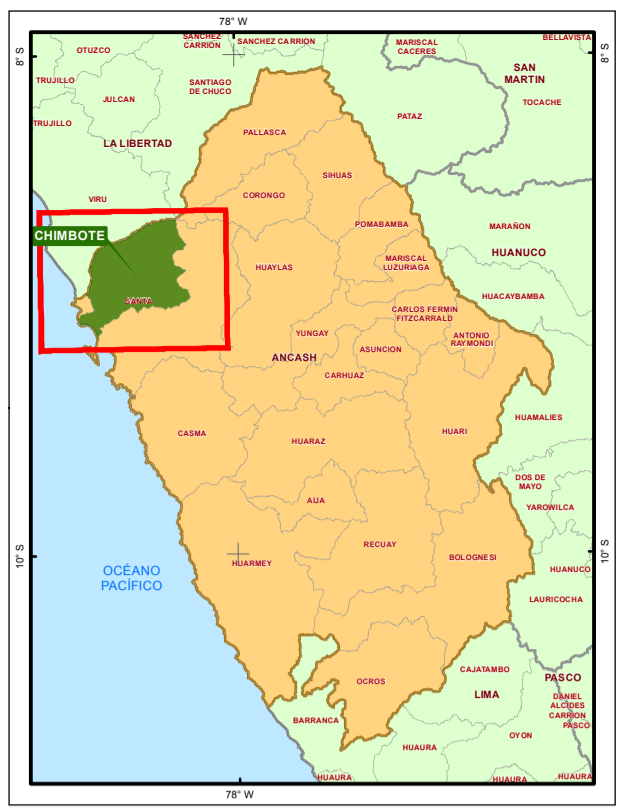 78° W
8° S
8° S
OTUZCO
SANCHEZ
CARRIÓN
SANCHEZ CARRION
MARISCAL
CACERES
BELLAVISTA
SAN
MARTIN
TOCACHE
TRUJILLO
JULCAN
SANTIAGO
DE CHUCO
PATAZ
TRUJILLO
LA LIBERTAD
PALLASCA
SIHUAS
CORONGO
VIRU
POMABAMBA
MARAÑON
HUANUCO
CHIMBOTE
HUAYLAS
MARISCAL
LUZURIAGA
HUACAYBAMBA
SANTA
CARLOS FERMIN
FITZCARRALD
YUNGAY
ANTONIO
RAYMONDI
ASUNCION
ANCASH
CARHUAZ
HUAMALIES
CASMA
HUARAZ
HUARI
DOS DE
MAYO
YAROWILCA
AIJA
RECUAY
BOLOGNESI
10° S
10° S
HUARMEY
OCÉANO
PACÍFICO
HUANUCO
LAURICOCHA
CAJATAMBO
PASCO
OCROS
LIMA
DANIEL
ALCIDES
CARRION
PASCO
BARRANCA
OYON
HUAURA
HUAURA
HUAURA
HUAURA
78° W